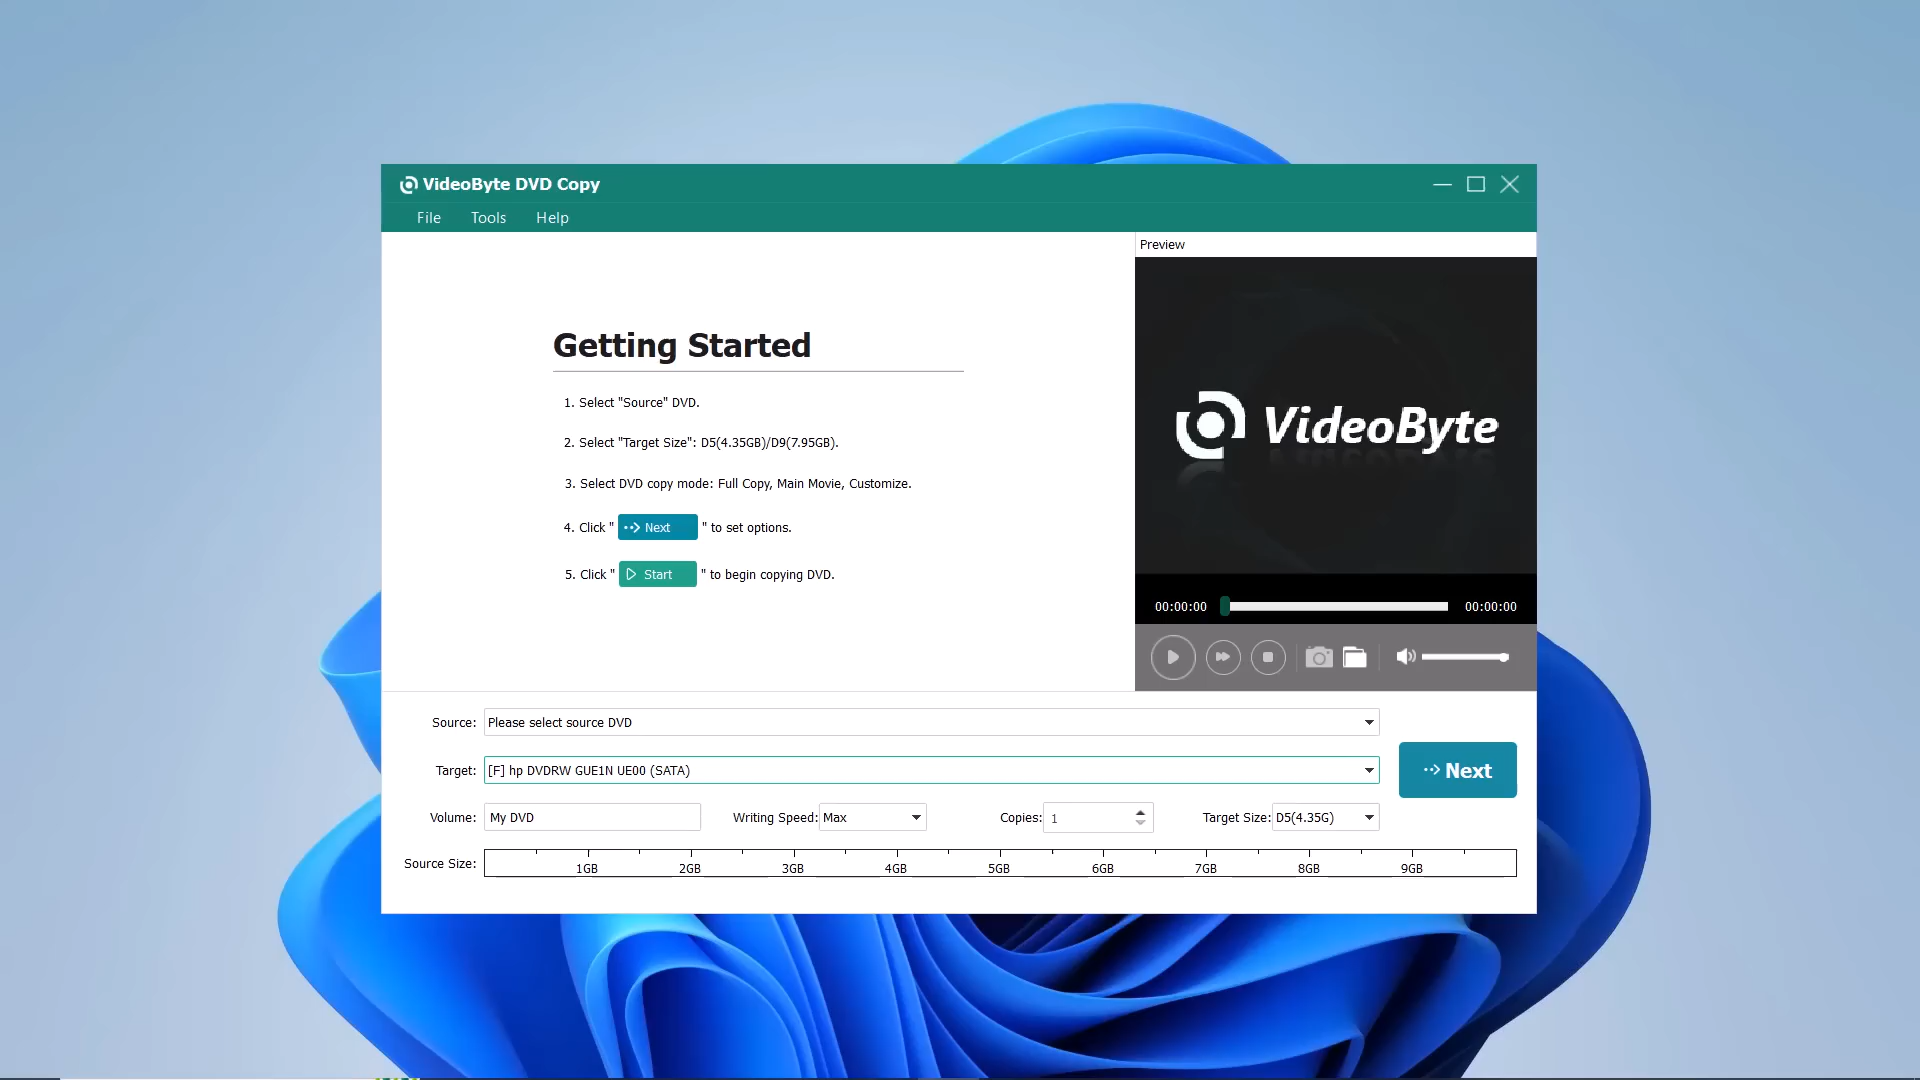 VideoByte DVD Copy
File Tools Help
Preview
Getting Started
1. Select "Source" DVD.
2. Select "Target Size": D5(4.35GB)/D9(7.95GB).
3. Select DVD copy mode: Full Copy, Main Movie, Customize.
4. Click " Next " to set options.
5. Click " Start " to begin copying DVD.
VideoByte
00:00:00 00:00:00
Source: Please select source DVD
Target: [F] hp DVDRW GUE1N UE00 (SATA)
Next
Volume: My DVD Writing Speed: Max Copies: 1 Target Size: D5(4.35G)
Source Size: 1GB 2GB 3GB 4GB 5GB 6GB 7GB 8GB 9GB